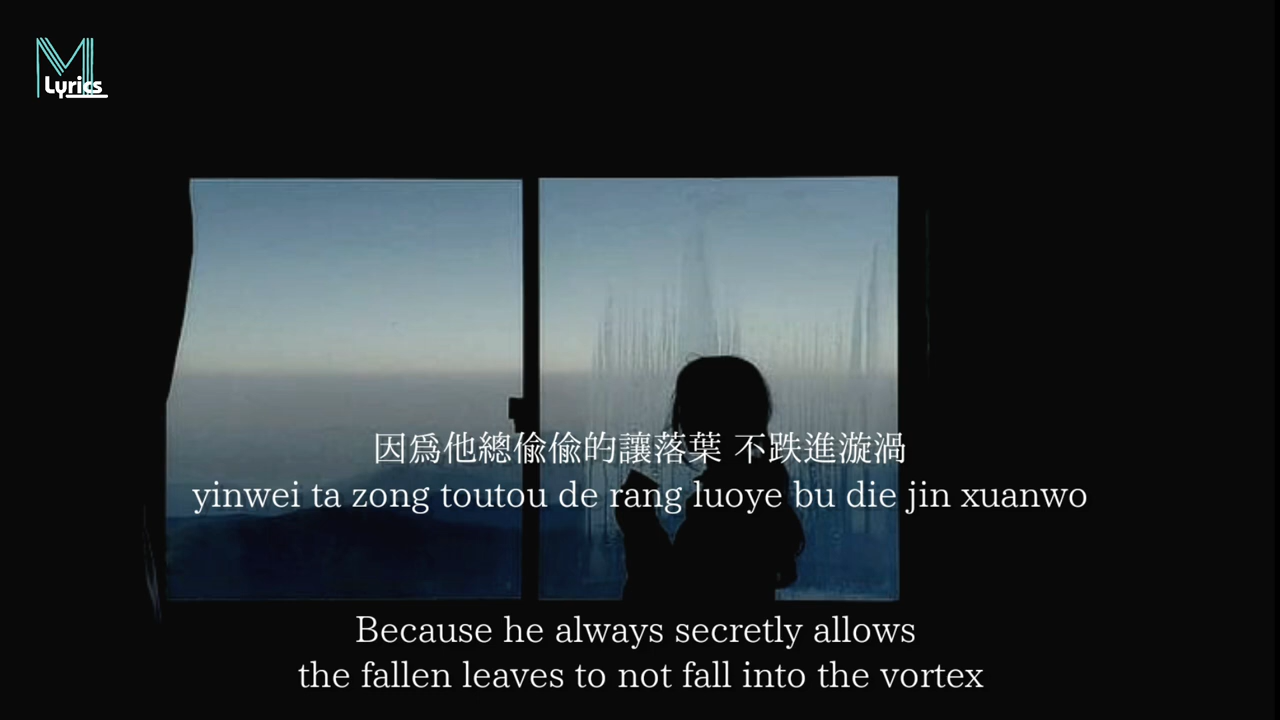 M
Lyrics
因爲他總偷偷的讓落葉 不跌進漩渦
yinwei ta zong toutou de rang luoye bu die jin xuanwo
Because he always secretly allows
the fallen leaves to not fall into the vortex